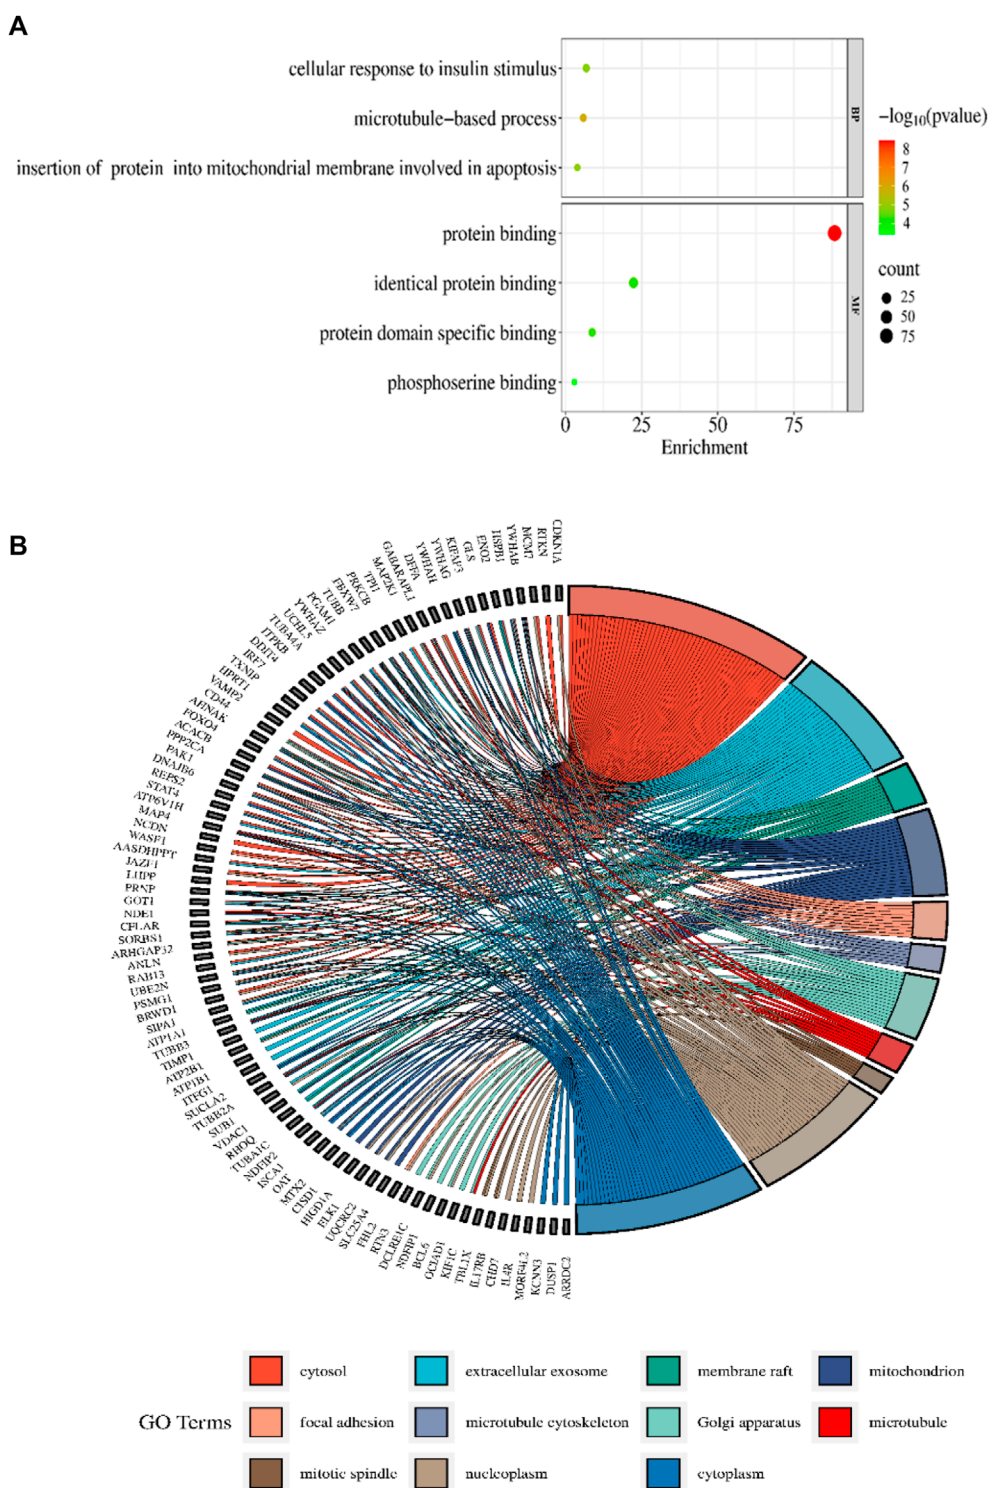 A
cellular response to insulin stimulus
microtubule-based process
insertion of protein into mitochondrial membrane involved in apoptosis
BP
protein binding
identical protein binding
protein domain specific binding
phosphoserine binding
MF
0 25 50 75
Enrichment
-log10(pvalue)
8
7
6
5
4
count
25
50
75
B
CDKN1A
RTKN
MCM7
YWHAB
HSPB1
ENO2
GLS
KIFAP3
YWHAG
YWHAH
DFFA
GABARAPL1
MAP2K1
TPI1
PRKCB
FBXW7
TUBB
PGAM1
YWHAZ
UCHL5
TUBA4A
ITPKB
DDIT4
IRF7
TXNIP
HPRT1
VAMP2
CD44
AHNAK
FOXO4
ACACB
PPP2CA
PAK1
DNAJB6
REPS2
STAT4
ATP6V1H
MAP4
NCDN
WASF1
AASDHPPT
JAZF1
LHPP
PRNP
GOT1
NDE1
CFLAR
SORBS1
ARHGAP32
ANLN
RAB13
UBE2N
PSMG1
BRWD1
SIPA1
ATP1A1
TUBB3
TIMP1
ATP2B1
ATP1B1
ITFG1
SUCLA2
TUBB2A
SUB1
VDAC1
RHOQ
TUBA1C
NDFIP2
ISCA1
OAT
MTX2
CISD1
HIGD1A
ELK1
UQCRC2
SLC25A4
FHL2
RTN3
DCLRE1C
NDFIP1
BCL6
OCIAD1
KIF1C
TBL1X
IL17RB
CHD7
IL4R
MORF4L2
KCNN3
DUSP1
ARRDC2
cytosol extracellular exosome membrane raft mitochondrion
GO Terms focal adhesion microtubule cytoskeleton Golgi apparatus microtubule
mitotic spindle nucleoplasm cytoplasm